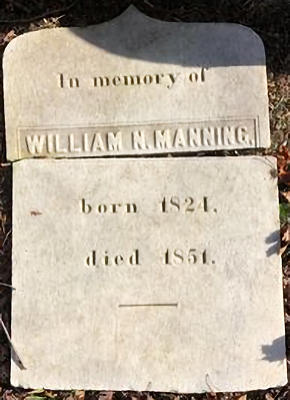 In memory of
WILLIAM N. MANNING.
born 1824.
died 1851.